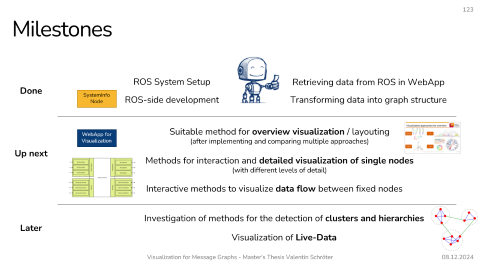 123
Milestones
Done
ROS System Setup
Retrieving data from ROS in WebApp
SystemInfo
Node
ROS-side development
Transforming data into graph structure
Up next
WebApp for
Visualization
Suitable method for overview visualization / layouting
(after implementing and comparing multiple approaches)
Methods for interaction and detailed visualization of single nodes
(with different levels of detail)
Interactive methods to visualize data flow between fixed nodes
Later
Investigation of methods for the detection of clusters and hierarchies
Visualization of Live-Data
Visualization for Message Graphs – Master's Thesis Valentin Schröter
08.12.2024